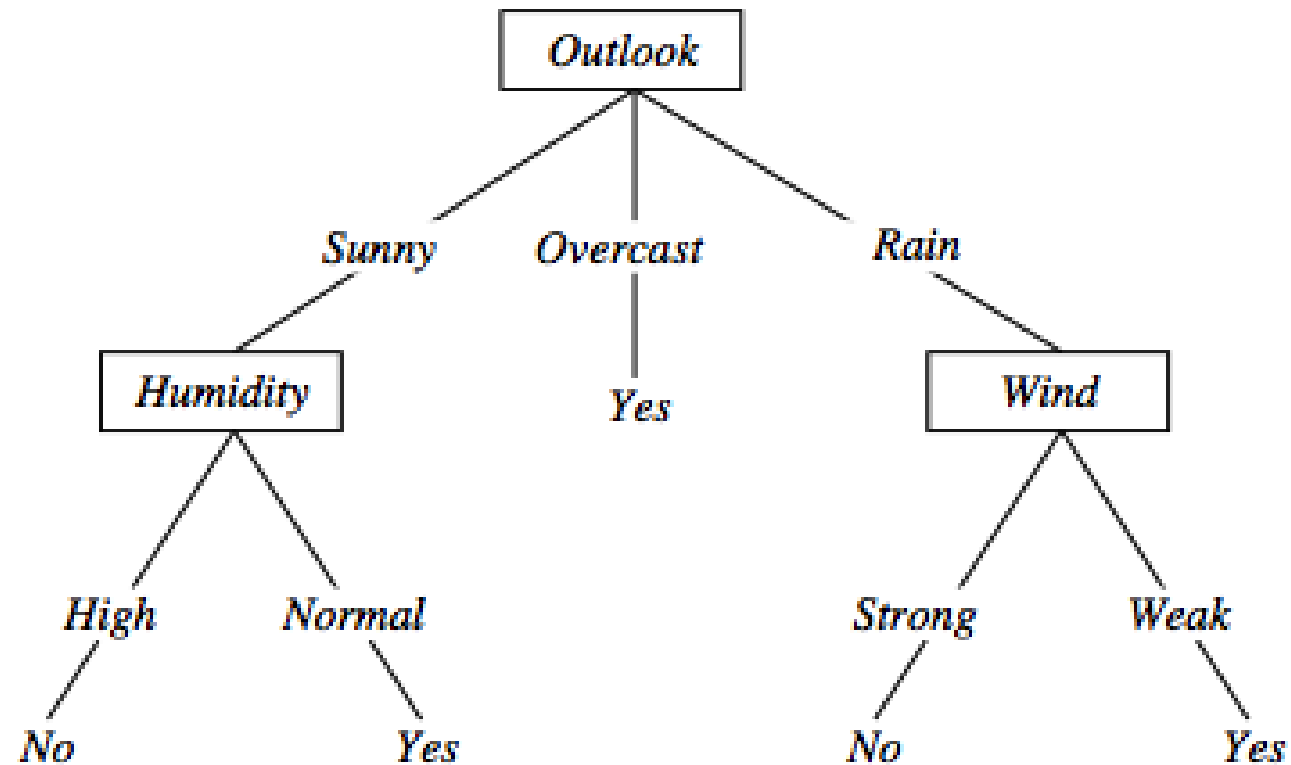 Outlook
Sunny Overcast Rain
Humidity Yes Wind
High Normal Strong Weak
No Yes No Yes